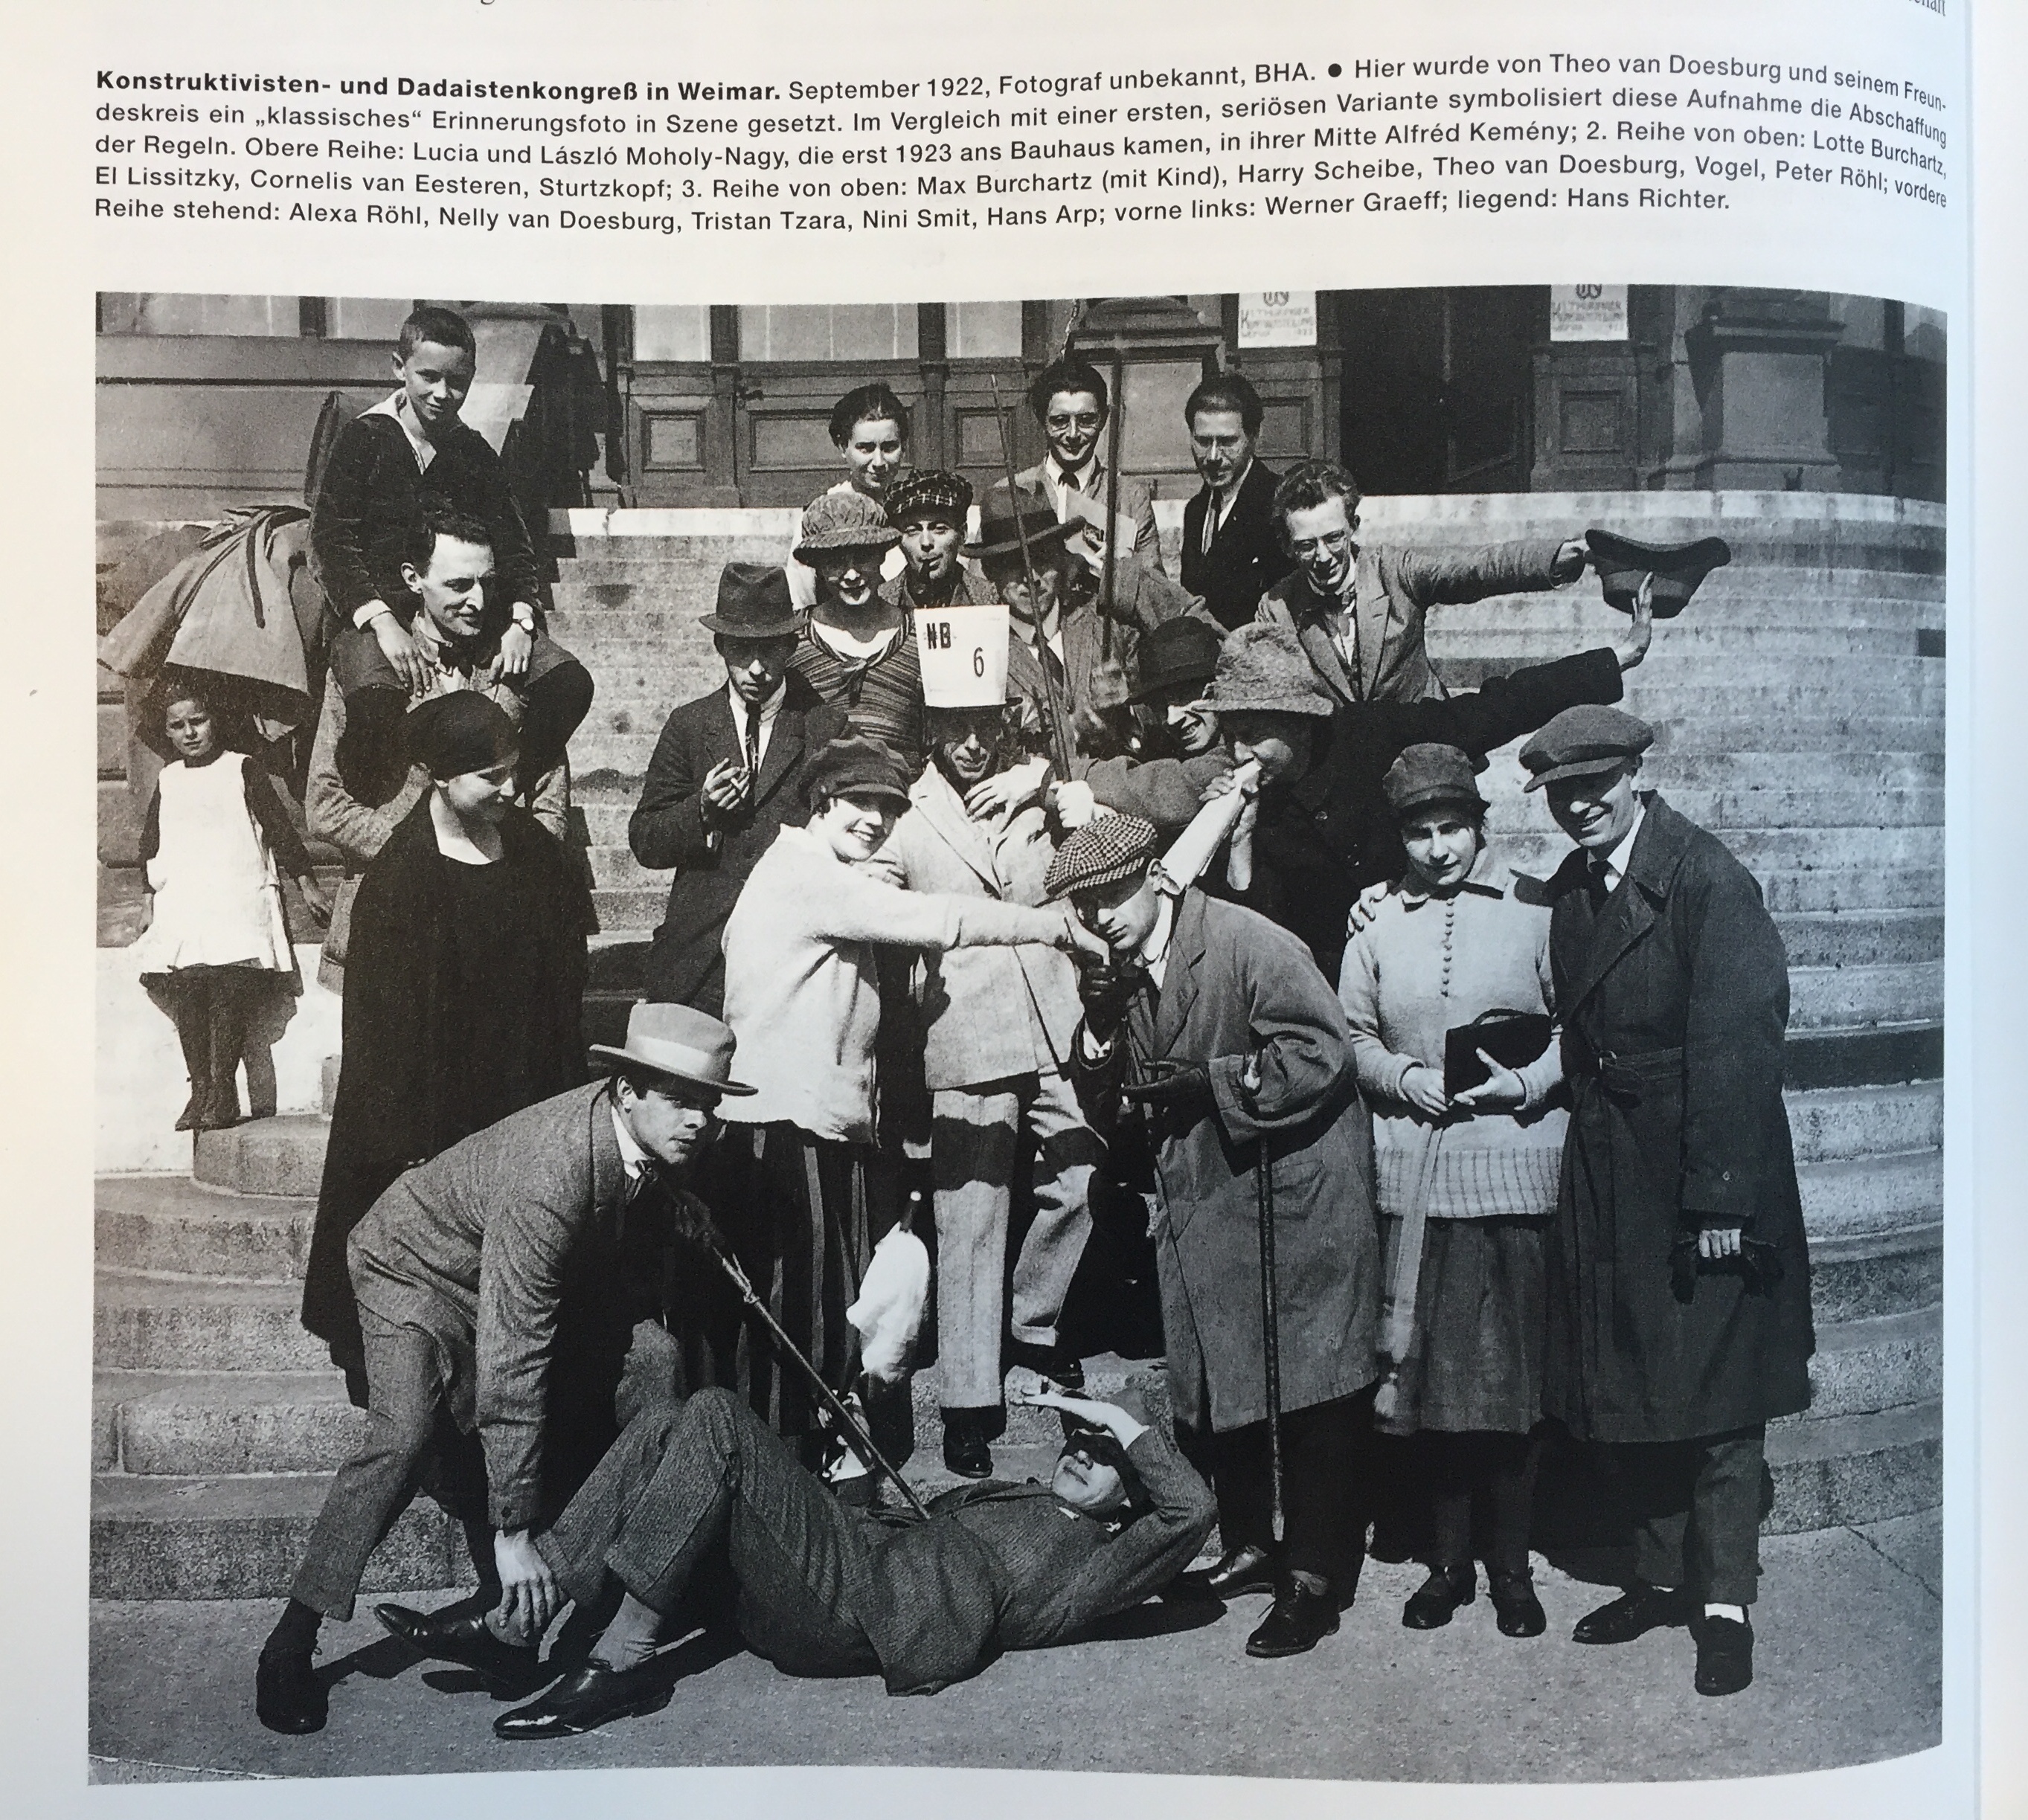 Konstruktivisten- und Dadaistenkongreß in Weimar. September 1922, Fotograf unbekannt, BHA. ● Hier wurde von Theo van Doesburg und seinem Freun-
deskreis ein „klassisches“ Erinnerungsfoto in Szene gesetzt. Im Vergleich mit einer ersten, seriösen Variante symbolisiert diese Aufnahme die Abschaffung
der Regeln. Obere Reihe: Lucia und László Moholy-Nagy, die erst 1923 ans Bauhaus kamen, in ihrer Mitte Alfréd Kemény; 2. Reihe von oben: Lotte Burchartz,
El Lissitzky, Cornelis van Eesteren, Sturtzkopf; 3. Reihe von oben: Max Burchartz (mit Kind), Harry Scheibe, Theo van Doesburg, Vogel, Peter Röhl; vordere
Reihe stehend: Alexa Röhl, Nelly van Doesburg, Tristan Tzara, Nini Smit, Hans Arp; vorne links: Werner Graeff; liegend: Hans Richter.
NB
6